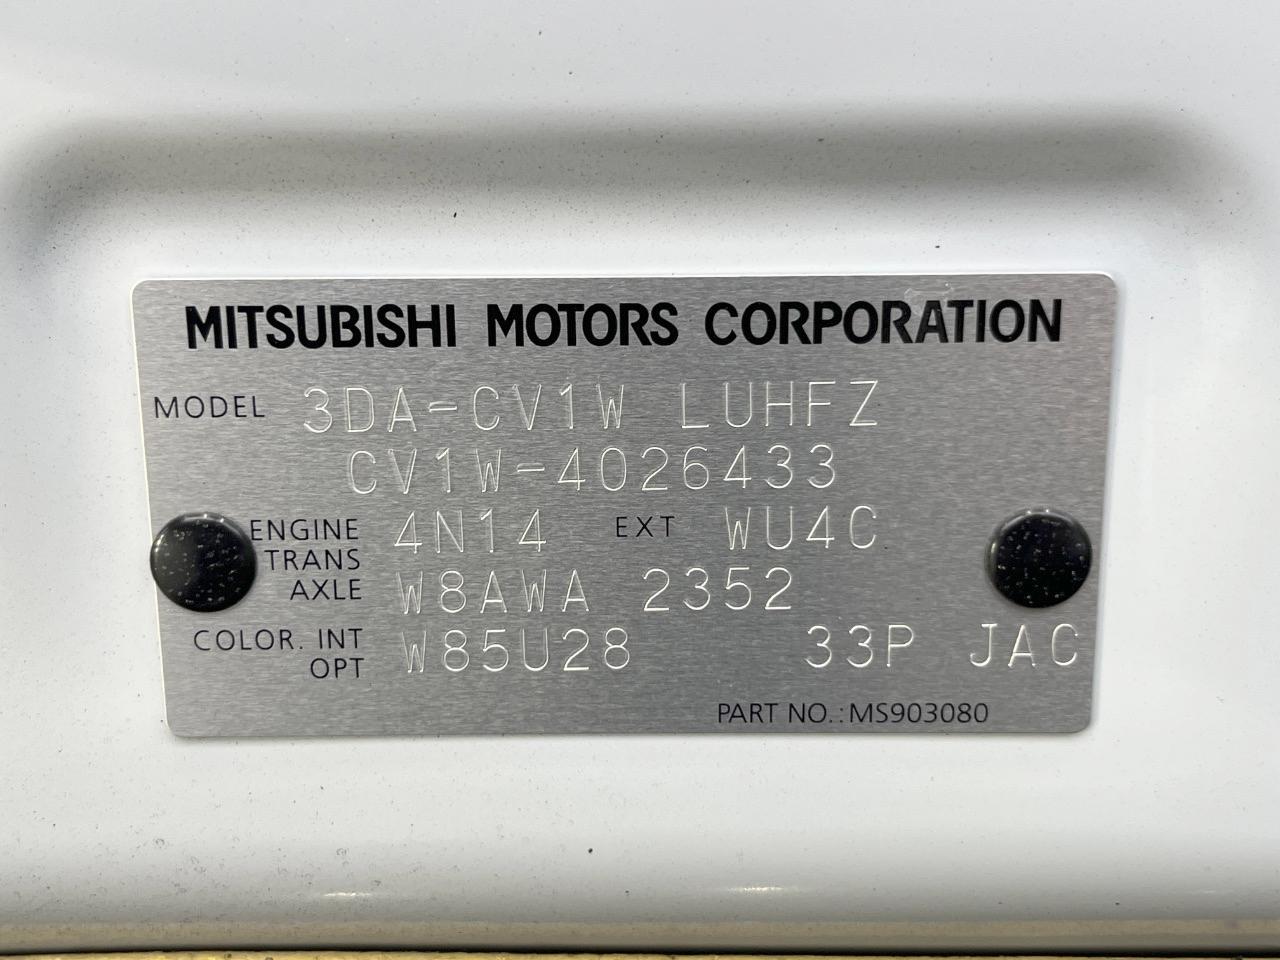 MITSUBISHI MOTORS CORPORATION
MODEL 3DA-CV1W LUHFZ
CV1W-4026433
ENGINE 4N14 EXT WU4C
TRANS
AXLE W8AWA 2352
COLOR. INT
OPT W85U28 33P JAC
PART NO.:MS903080